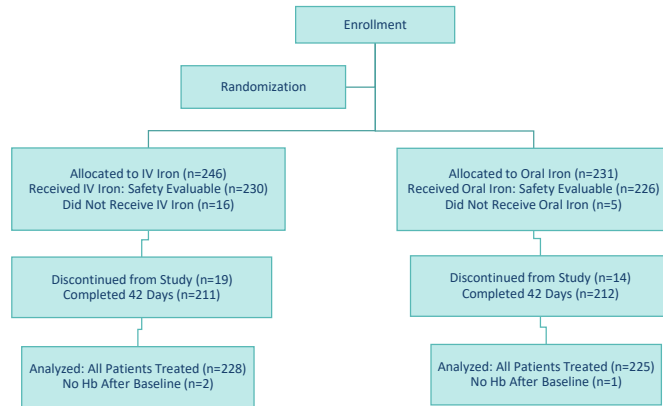 Enrollment
Randomization
Allocated to IV Iron (n=246)
Received IV Iron: Safety Evaluable (n=230)
Did Not Receive IV Iron (n=16)
Allocated to Oral Iron (n=231)
Received Oral Iron: Safety Evaluable (n=226)
Did Not Receive Oral Iron (n=5)
Discontinued from Study (n=19)
Completed 42 Days (n=211)
Discontinued from Study (n=14)
Completed 42 Days (n=212)
Analyzed: All Patients Treated (n=228)
No Hb After Baseline (n=2)
Analyzed: All Patients Treated (n=225)
No Hb After Baseline (n=1)